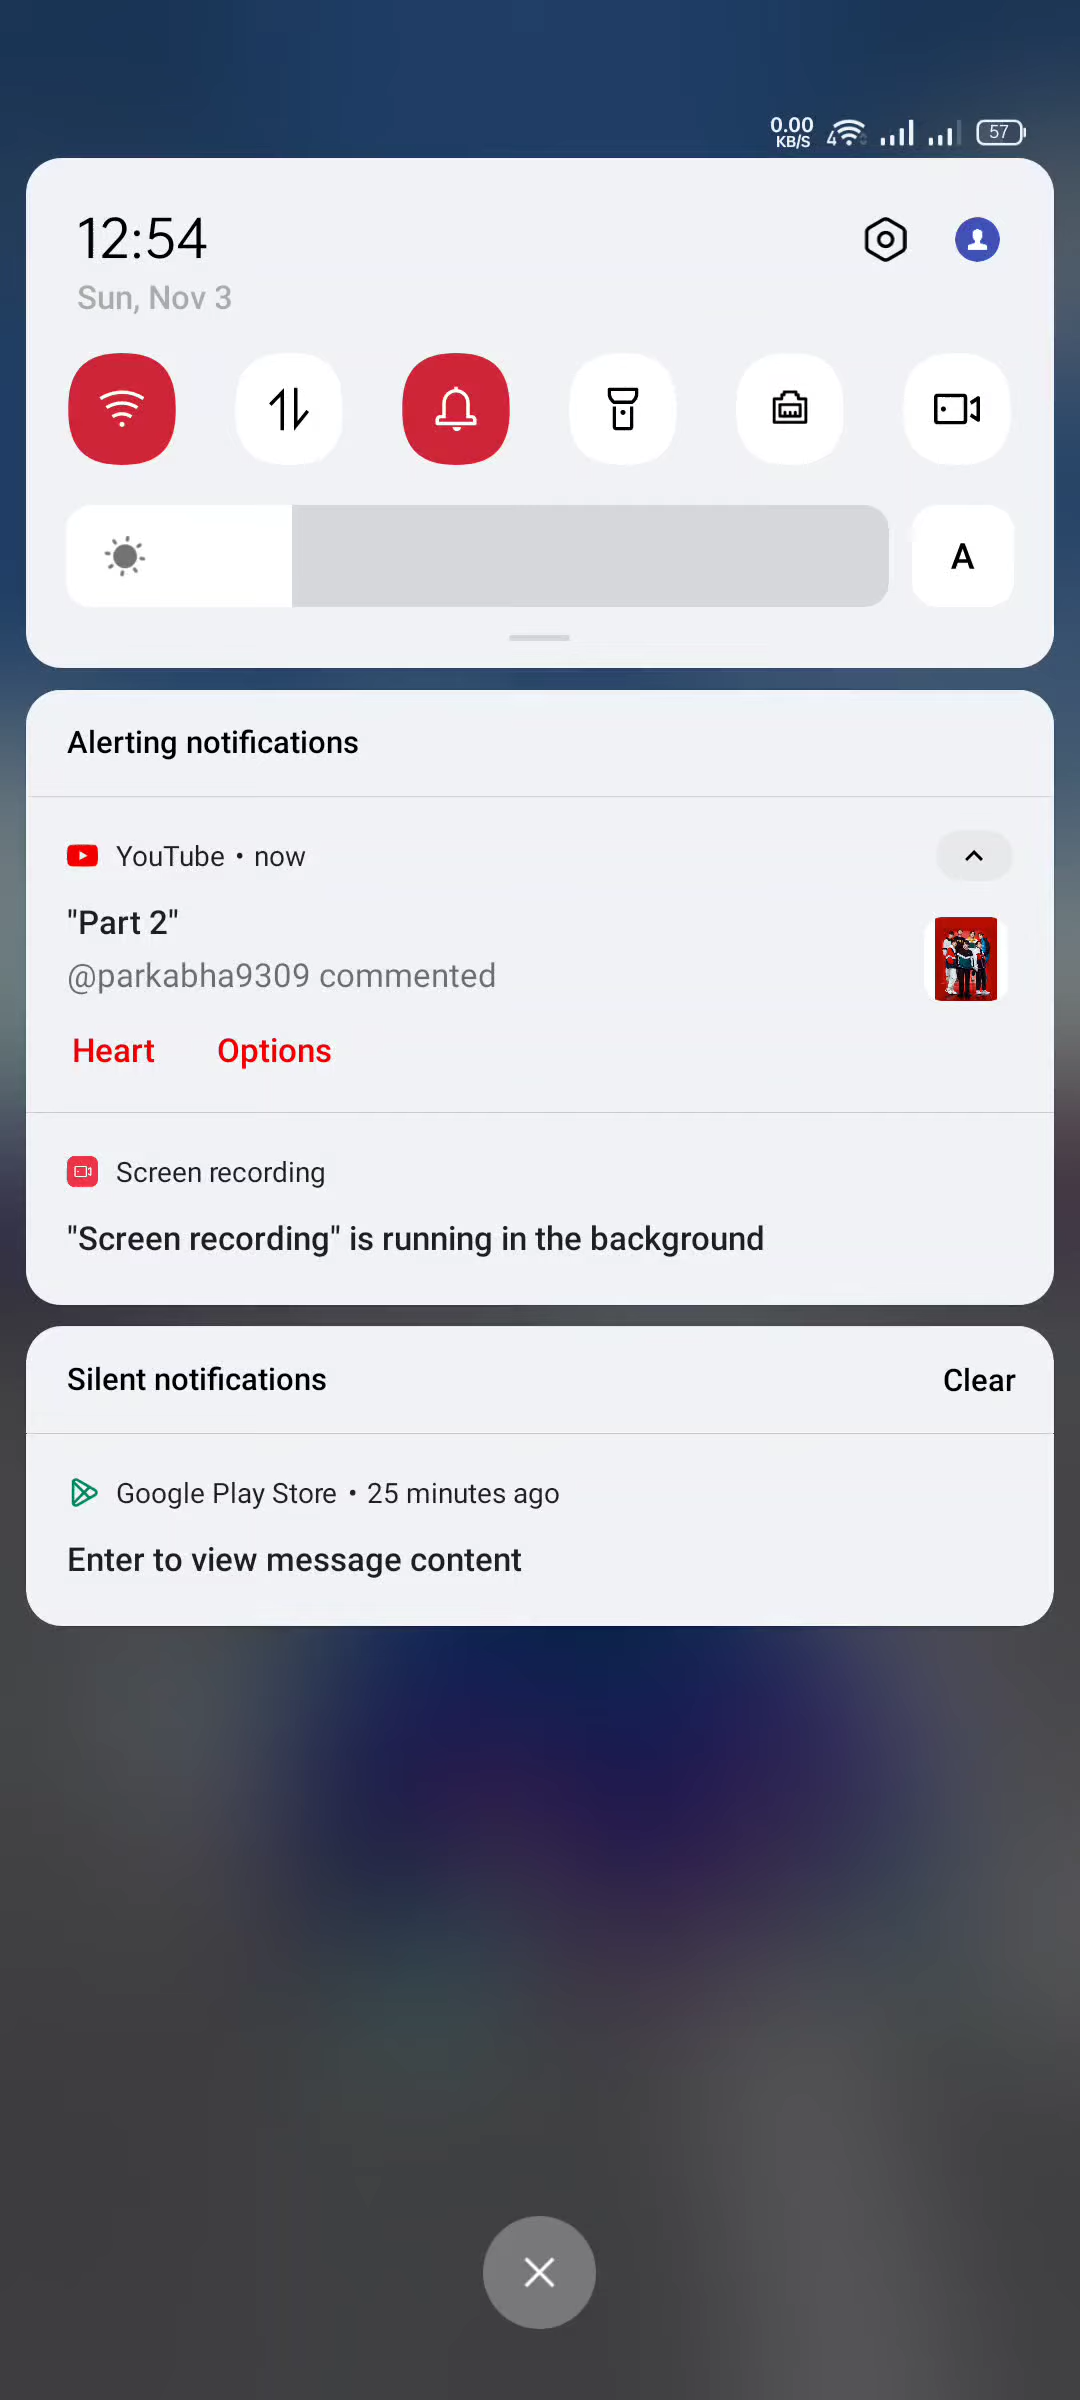 0.00
KB/S
4
57
12:54
Sun, Nov 3
A
Alerting notifications
YouTube • now
"Part 2"
@parkabha9309 commented
Heart Options
Screen recording
"Screen recording" is running in the background
Silent notifications Clear
Google Play Store • 25 minutes ago
Enter to view message content